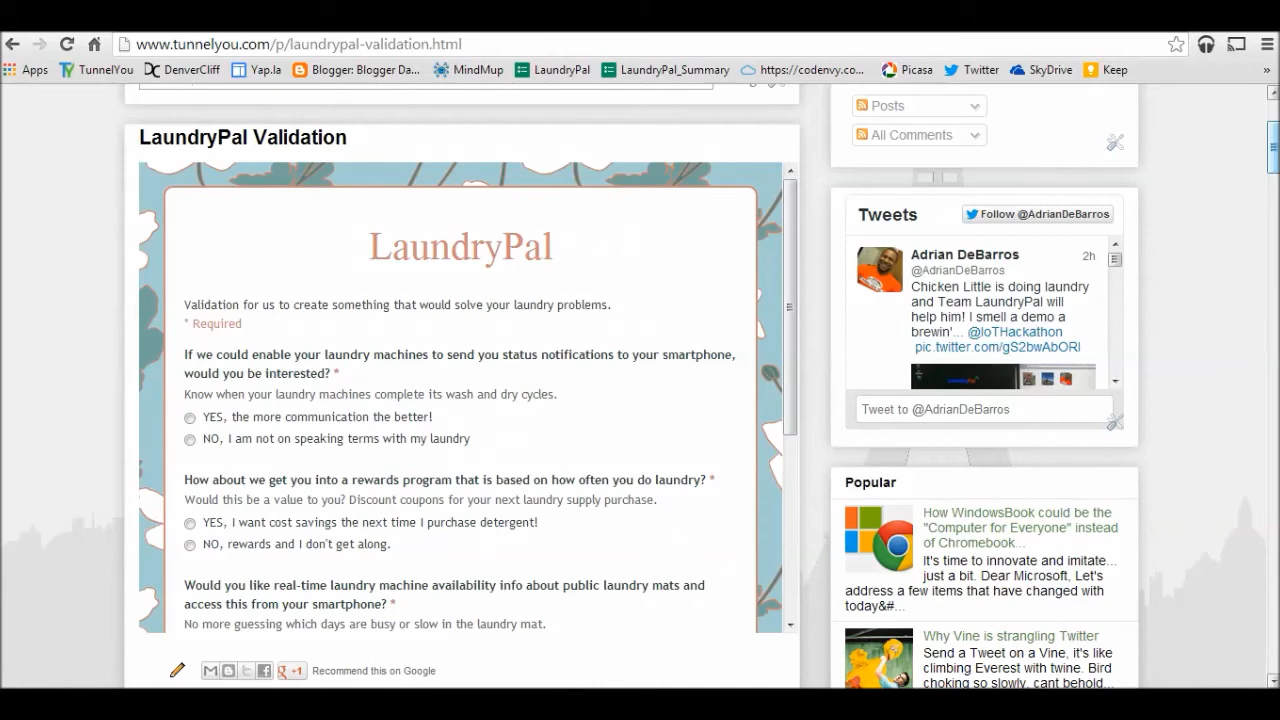 www.tunnelyou.com/p/laundrypal-validation.html
Apps TunnelYou DenverCliff Yap.la Blogger: Blogger Da... MindMup LaundryPal LaundryPal_Summary https://codenvy.co... Picasa Twitter SkyDrive Keep »
LaundryPal Validation
LaundryPal
Validation for us to create something that would solve your laundry problems.
* Required
If we could enable your laundry machines to send you status notifications to your smartphone,
would you be interested? *
Know when your laundry machines complete its wash and dry cycles.
YES, the more communication the better!
NO, I am not on speaking terms with my laundry
How about we get you into a rewards program that is based on how often you do laundry? *
Would this be a value to you? Discount coupons for your next laundry supply purchase.
YES, I want cost savings the next time I purchase detergent!
NO, rewards and I don't get along.
Would you like real-time laundry machine availability info about public laundry mats and
access this from your smartphone? *
No more guessing which days are busy or slow in the laundry mat.
+1 Recommend this on Google
Posts
All Comments
Tweets Follow @AdrianDeBarros
Adrian DeBarros 2h
@AdrianDeBarros
Chicken Little is doing laundry
and Team LaundryPal will
help him! I smell a demo a
brewin'... @IoTHackathon
pic.twitter.com/gS2bwAbORl
LaundryPal
Tweet to @AdrianDeBarros
Popular
How WindowsBook could be the
"Computer for Everyone" instead
of Chromebook...
It's time to innovate and imitate...
just a bit. Dear Microsoft, Let's
address a few items that have changed with
today&#...
Why Vine is strangling Twitter
Send a Tweet on a Vine, it's like
climbing Everest with twine. Bird
choking so slowly, cant behold...